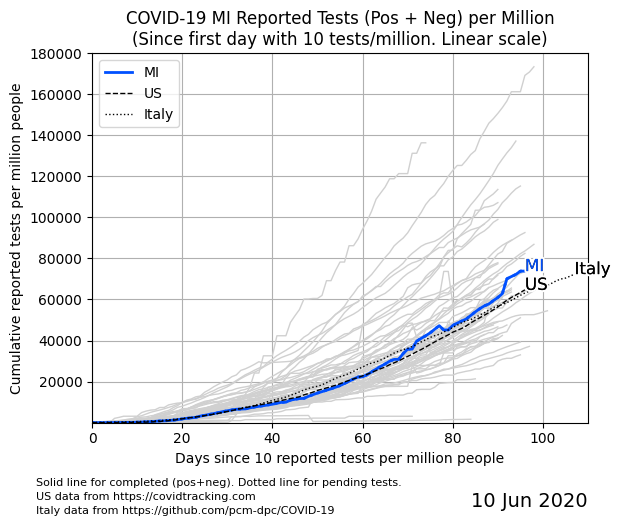 COVID-19 MI Reported Tests (Pos + Neg) per Million
(Since first day with 10 tests/million. Linear scale)
180000
160000
140000
120000
100000
80000
60000
40000
20000
Cumulative reported tests per million people
MI
US
Italy
MI
US
Italy
0 20 40 60 80 100
Days since 10 reported tests per million people
Solid line for completed (pos+neg). Dotted line for pending tests.
US data from https://covidtracking.com
Italy data from https://github.com/pcm-dpc/COVID-19
10 Jun 2020